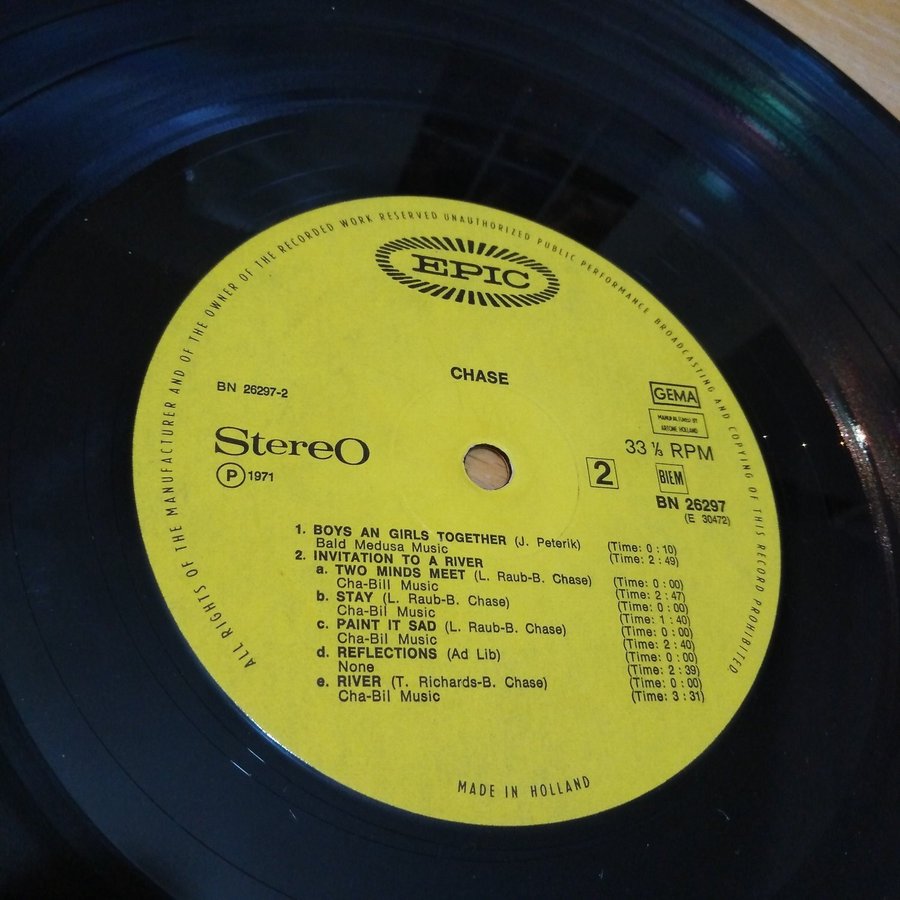 ALL RIGHTS OF THE MANUFACTURER AND OF THE OWNER OF THE RECORDED WORK RESERVED UNAUTHORIZED PUBLIC PERFORMANCE BROADCASTING AND COPYING OF THIS RECORD PROHIBITED
EPIC
CHASE
BN 26297-2
GEMA
MANUFACTURED BY
ARTONE HOLLAND
Stereo
33 ⅓ RPM
P 1971
2
BIEM
BN 26297
(E 30472)
1. BOYS AN GIRLS TOGETHER (J. Peterik) (Time: 0 : 10)
Bald Medusa Music (Time: 2 : 49)
2. INVITATION TO A RIVER
a. TWO MINDS MEET (L. Raub-B. Chase) (Time: 0 : 00)
Cha-Bill Music (Time: 2 : 47)
b. STAY (L. Raub-B. Chase) (Time: 0 : 00)
Cha-Bil Music (Time: 1 : 40)
c. PAINT IT SAD (L. Raub-B. Chase) (Time: 0 : 00)
Cha-Bil Music (Time: 2 : 40)
d. REFLECTIONS (Ad Lib) (Time: 0 : 00)
None (Time: 2 : 39)
e. RIVER (T. Richards-B. Chase) (Time: 0 : 00)
Cha-Bil Music (Time: 3 : 31)
MADE IN HOLLAND